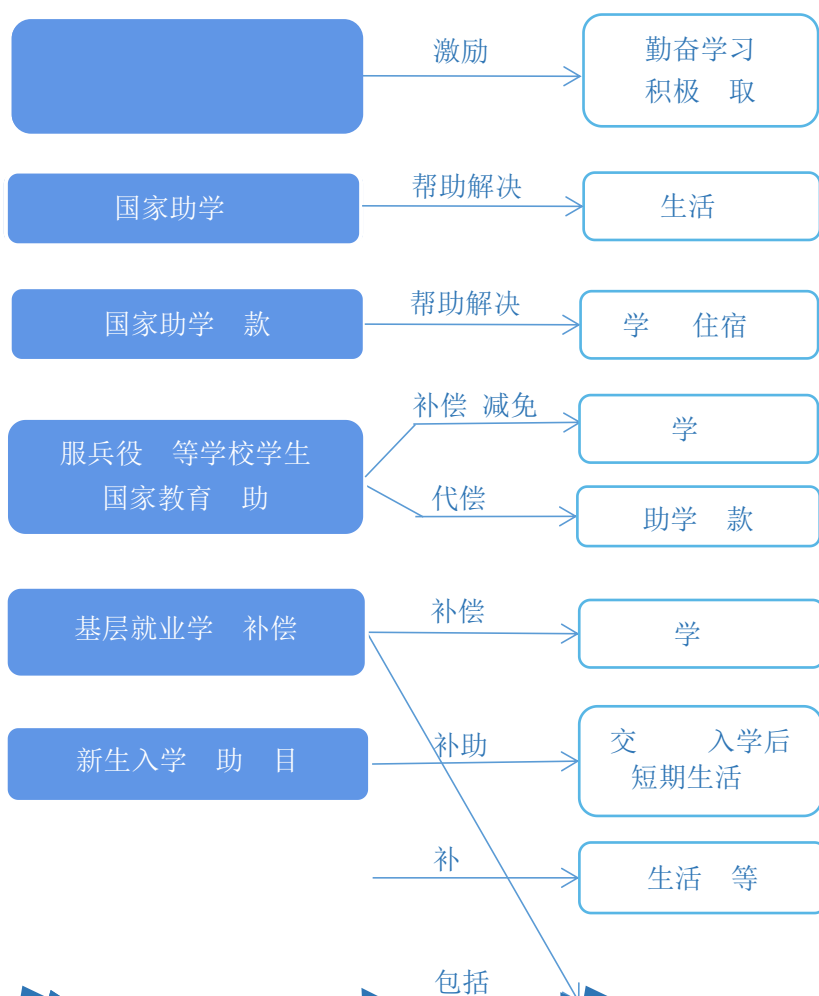 激励
勤奋学习
积极 取
国家助学
帮助解决
生活
国家助学 款
帮助解决
学 住宿
服兵役 等学校学生
国家教育 助
补偿 减免
学
代偿
助学 款
基层就业学 补偿
补偿
学
新生入学 助 目
补助
交 入学后
短期生活
补
生活 等
包括